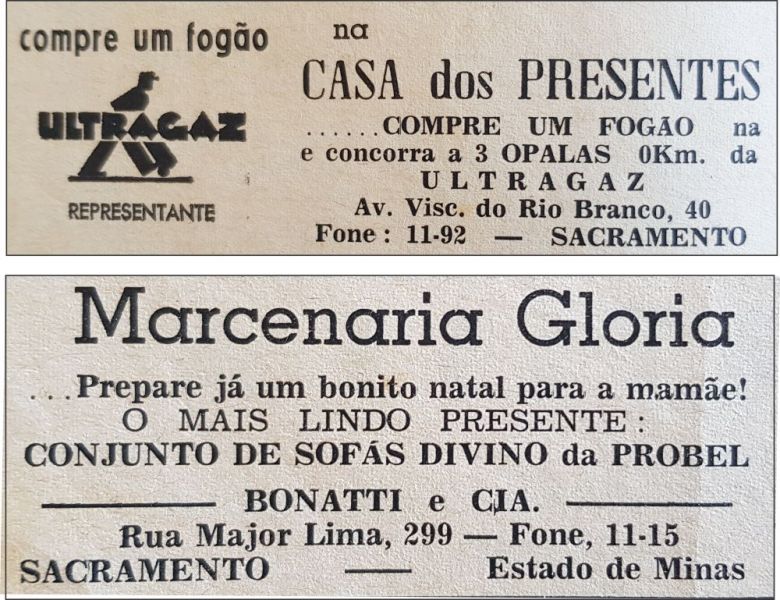 compre um fogão
ULTRAGAZ
REPRESENTANTE
na
CASA dos PRESENTES
......COMPRE UM FOGÃO na
e concorra a 3 OPALAS 0Km. da
ULTRAGAZ
Av. Visc. do Rio Branco, 40
Fone: 11-92 — SACRAMENTO
Marcenaria Gloria
...Prepare já um bonito natal para a mamãe!
O MAIS LINDO PRESENTE:
CONJUNTO DE SOFÁS DIVINO da PROBEL
BONATTI e CIA.
Rua Major Lima, 299 — Fone, 11-15
SACRAMENTO — Estado de Minas